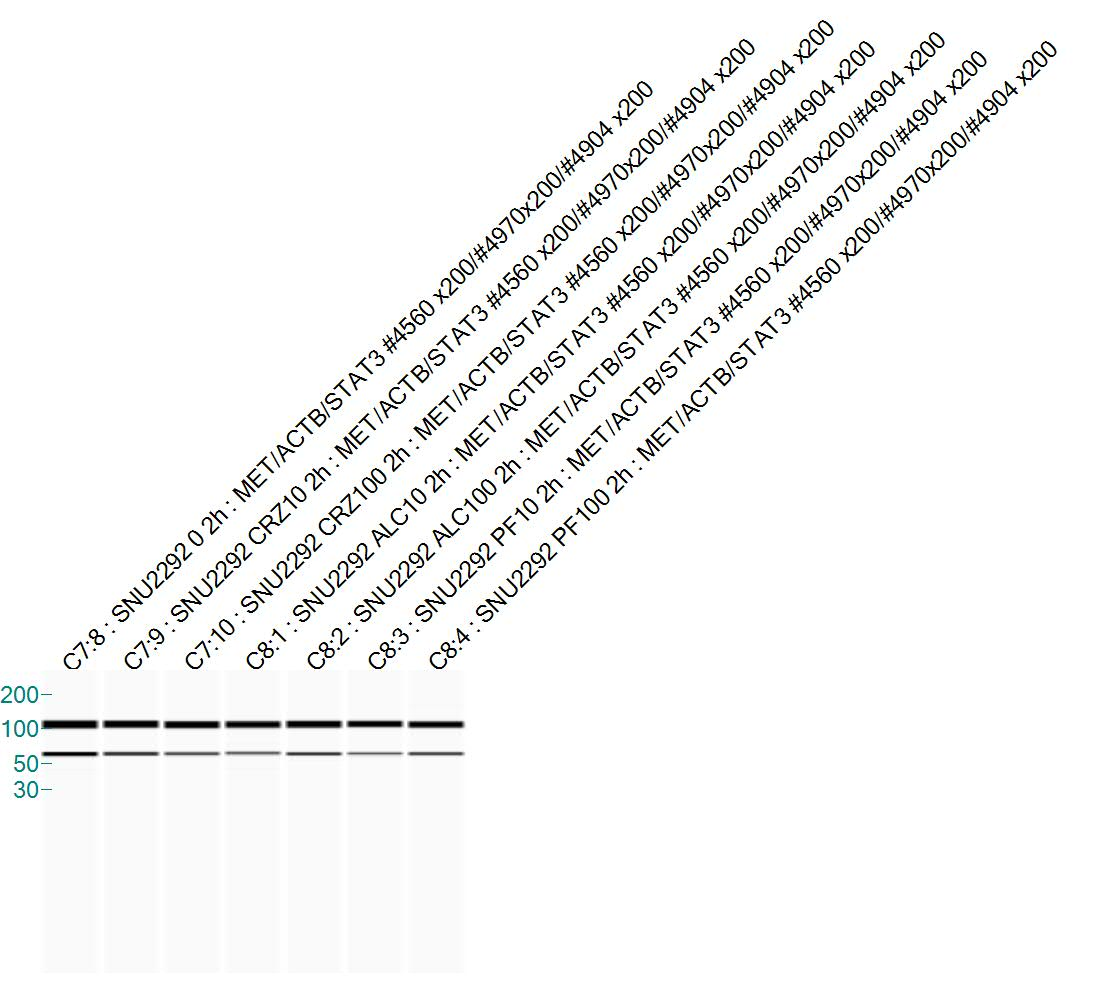 C7:8 : SNU2292 0 2h : MET/ACTB/STAT3 #4560 x200/#4970x200/#4904 x200
C7:9 : SNU2292 CRZ10 2h : MET/ACTB/STAT3 #4560 x200/#4970x200/#4904 x200
C7:10 : SNU2292 CRZ100 2h : MET/ACTB/STAT3 #4560 x200/#4970x200/#4904 x200
C8:1 : SNU2292 ALC10 2h : MET/ACTB/STAT3 #4560 x200/#4970x200/#4904 x200
C8:2 : SNU2292 ALC100 2h : MET/ACTB/STAT3 #4560 x200/#4970x200/#4904 x200
C8:3 : SNU2292 PF10 2h : MET/ACTB/STAT3 #4560 x200/#4970x200/#4904 x200
C8:4 : SNU2292 PF100 2h : MET/ACTB/STAT3 #4560 x200/#4970x200/#4904 x200
200
100
50
30